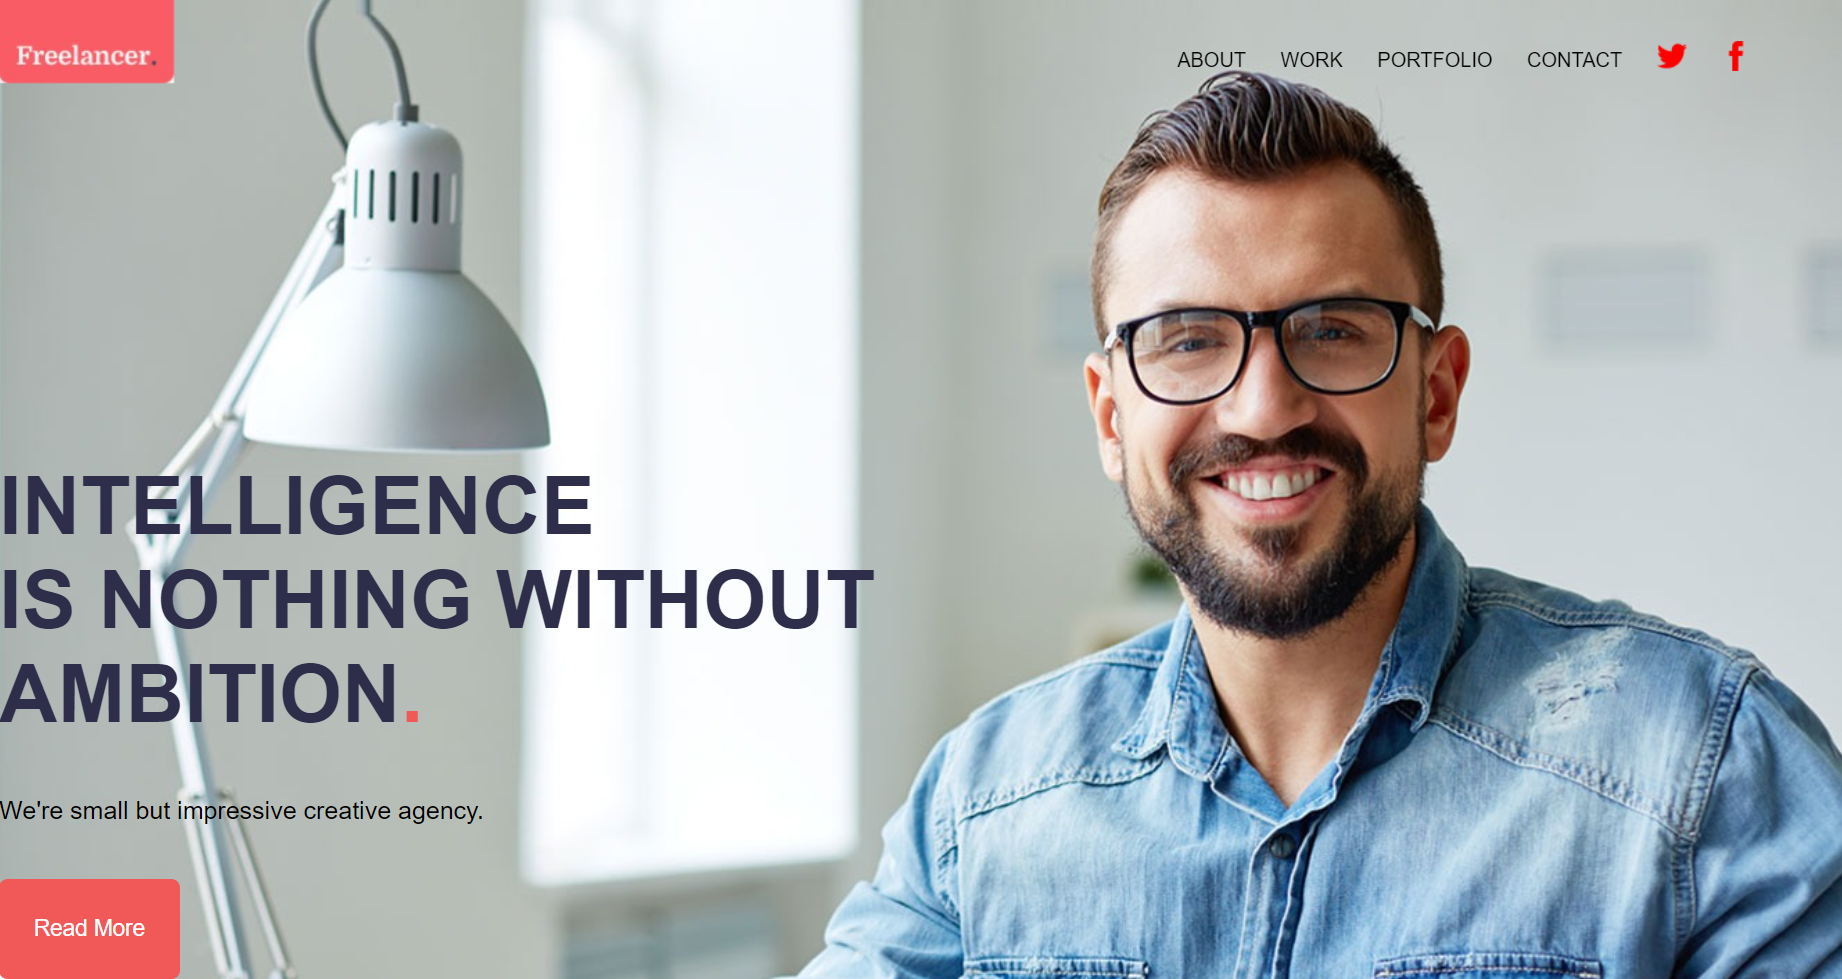 Freelancer.
ABOUT WORK PORTFOLIO CONTACT
INTELLIGENCE
IS NOTHING WITHOUT
AMBITION.
We're small but impressive creative agency.
Read More